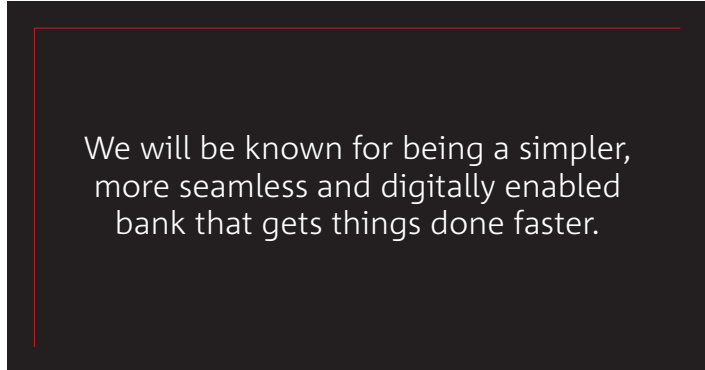 We will be known for being a simpler,
more seamless and digitally enabled
bank that gets things done faster.